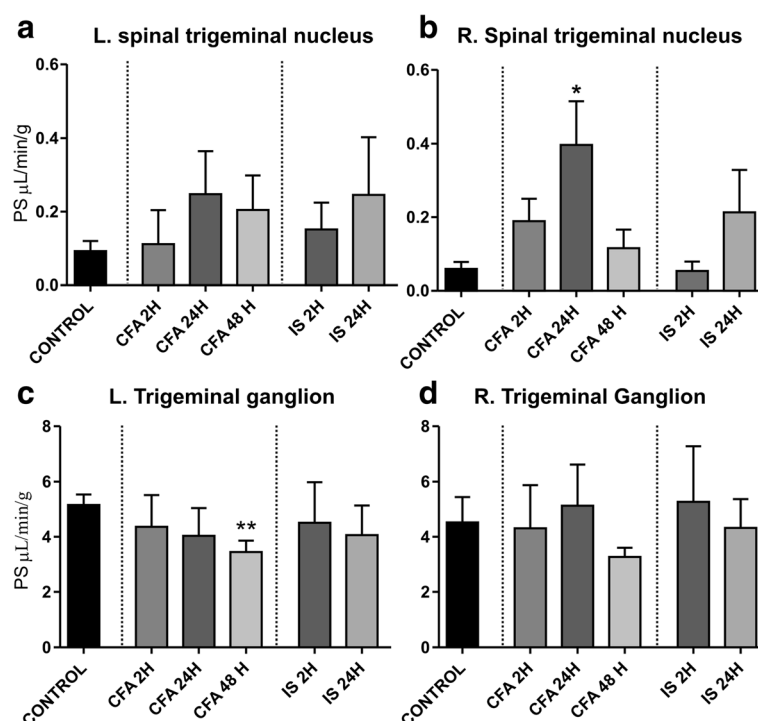 a L. spinal trigeminal nucleus
PS µL/min/g
0.6
0.4
0.2
0.0
CONTROL
CFA 2H
CFA 24H
CFA 48 H
IS 2H
IS 24H
b R. Spinal trigeminal nucleus
0.6
0.4
0.2
0.0
*
CONTROL
CFA 2H
CFA 24H
CFA 48 H
IS 2H
IS 24H
c L. Trigeminal ganglion
PS µL/min/g
8
6
4
2
0
**
CONTROL
CFA 2H
CFA 24H
CFA 48 H
IS 2H
IS 24H
d R. Trigeminal Ganglion
8
6
4
2
0
CONTROL
CFA 2H
CFA 24H
CFA 48 H
IS 2H
IS 24H